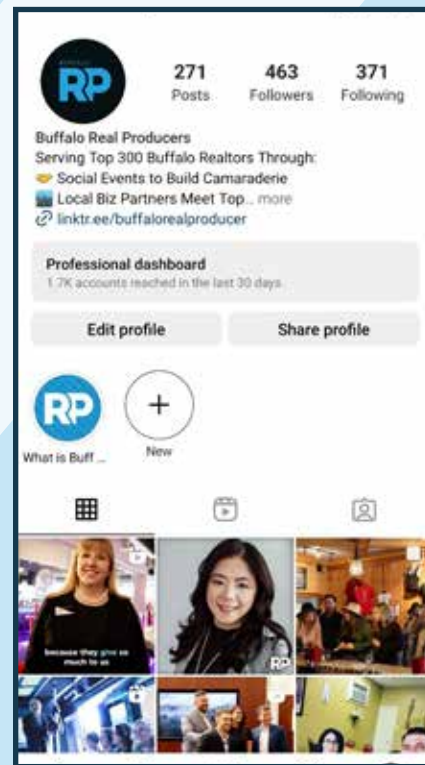 RP
271 463 371
Posts Followers Following
Buffalo Real Producers
Serving Top 300 Buffalo Realtors Through:
🤝 Social Events to Build Camaraderie
🏙️ Local Biz Partners Meet Top... more
linktr.ee/buffalorealproducer
Professional dashboard
1.7K accounts reached in the last 30 days.
Edit profile Share profile
RP
What is Buff ... New
because they give so
much to us
RP